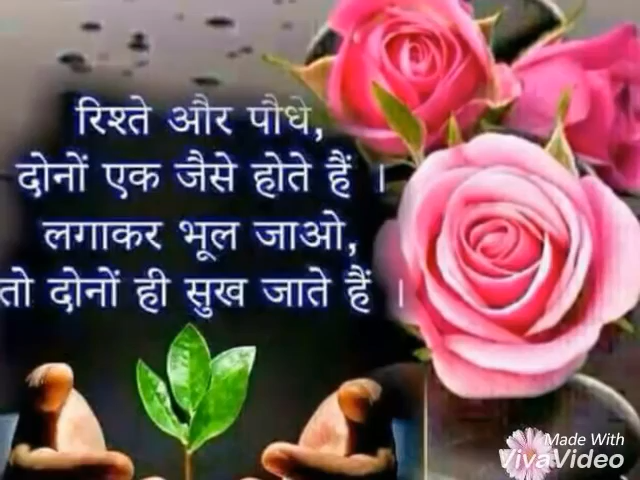 रिश्ते और पौधे,
दोनों एक जैसे होते हैं ।
लगाकर भूल जाओ,
तो दोनों ही सुख जाते हैं ।
Made With
VivaVideo